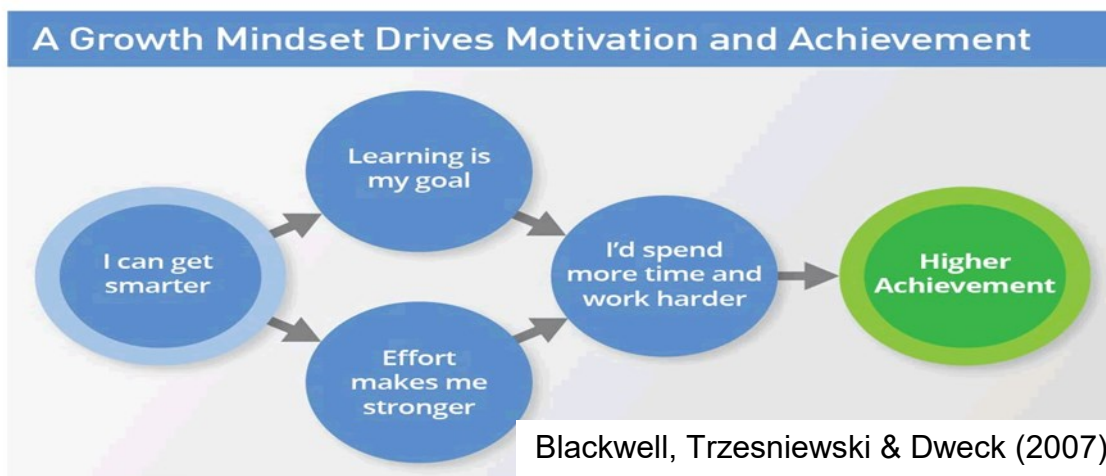 A Growth Mindset Drives Motivation and Achievement
Learning is
my goal
I can get
smarter
I'd spend
more time and
work harder
Higher
Achievement
Effort
makes me
stronger
Blackwell, Trzesniewski & Dweck (2007)